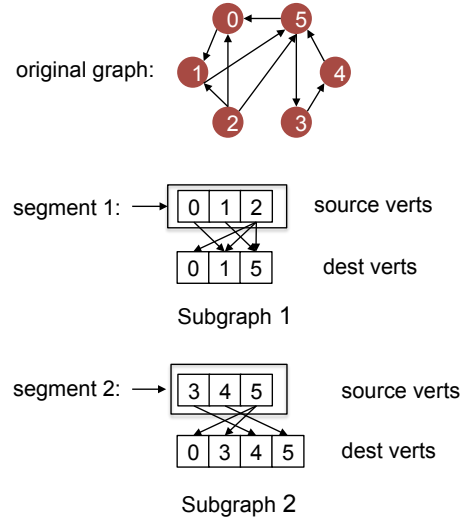 0 5
original graph: 1 4
2 3
segment 1: 0 1 2 source verts
0 1 5 dest verts
Subgraph 1
segment 2: 3 4 5 source verts
0 3 4 5 dest verts
Subgraph 2